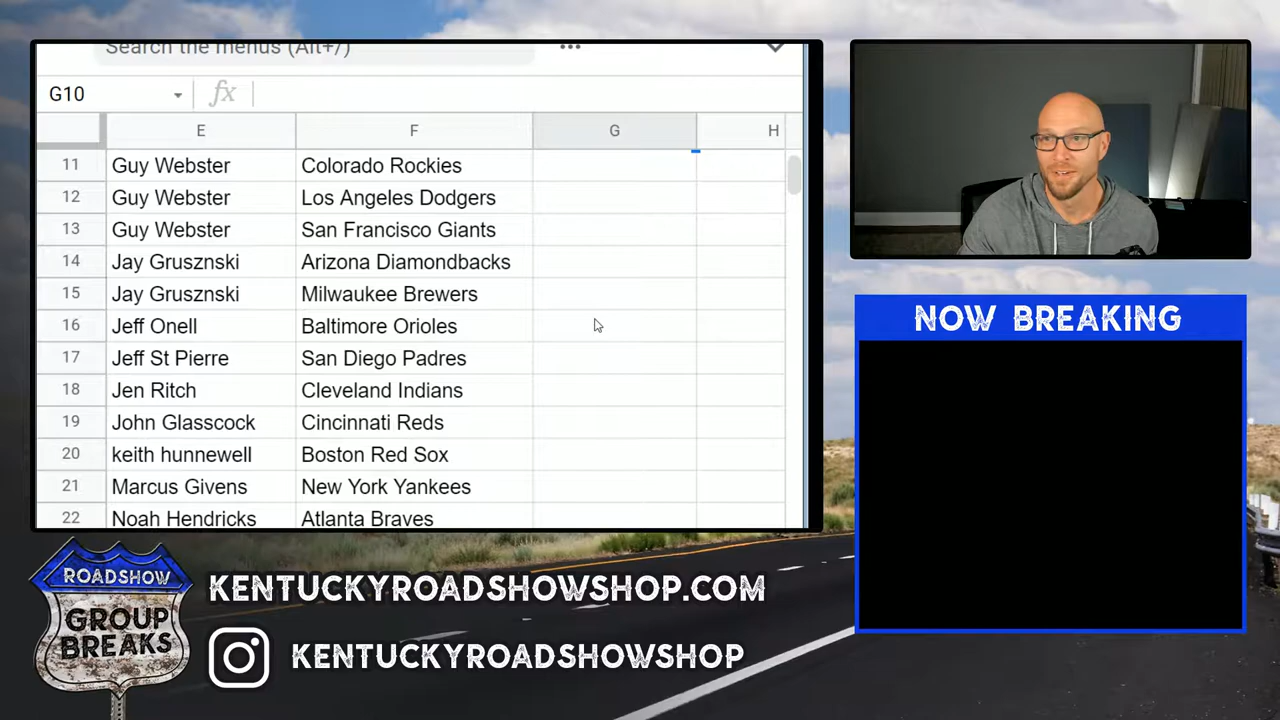 Search the menus (Alt+/)
G10 fx
E F G H
11 Guy Webster Colorado Rockies
12 Guy Webster Los Angeles Dodgers
13 Guy Webster San Francisco Giants
14 Jay Grusznski Arizona Diamondbacks
15 Jay Grusznski Milwaukee Brewers
16 Jeff Onell Baltimore Orioles
17 Jeff St Pierre San Diego Padres
18 Jen Ritch Cleveland Indians
19 John Glasscock Cincinnati Reds
20 keith hunnewell Boston Red Sox
21 Marcus Givens New York Yankees
22 Noah Hendricks Atlanta Braves
NOW BREAKING
ROADSHOW
GROUP
BREAKS
KENTUCKYROADSHOWSHOP.COM
KENTUCKYROADSHOWSHOP